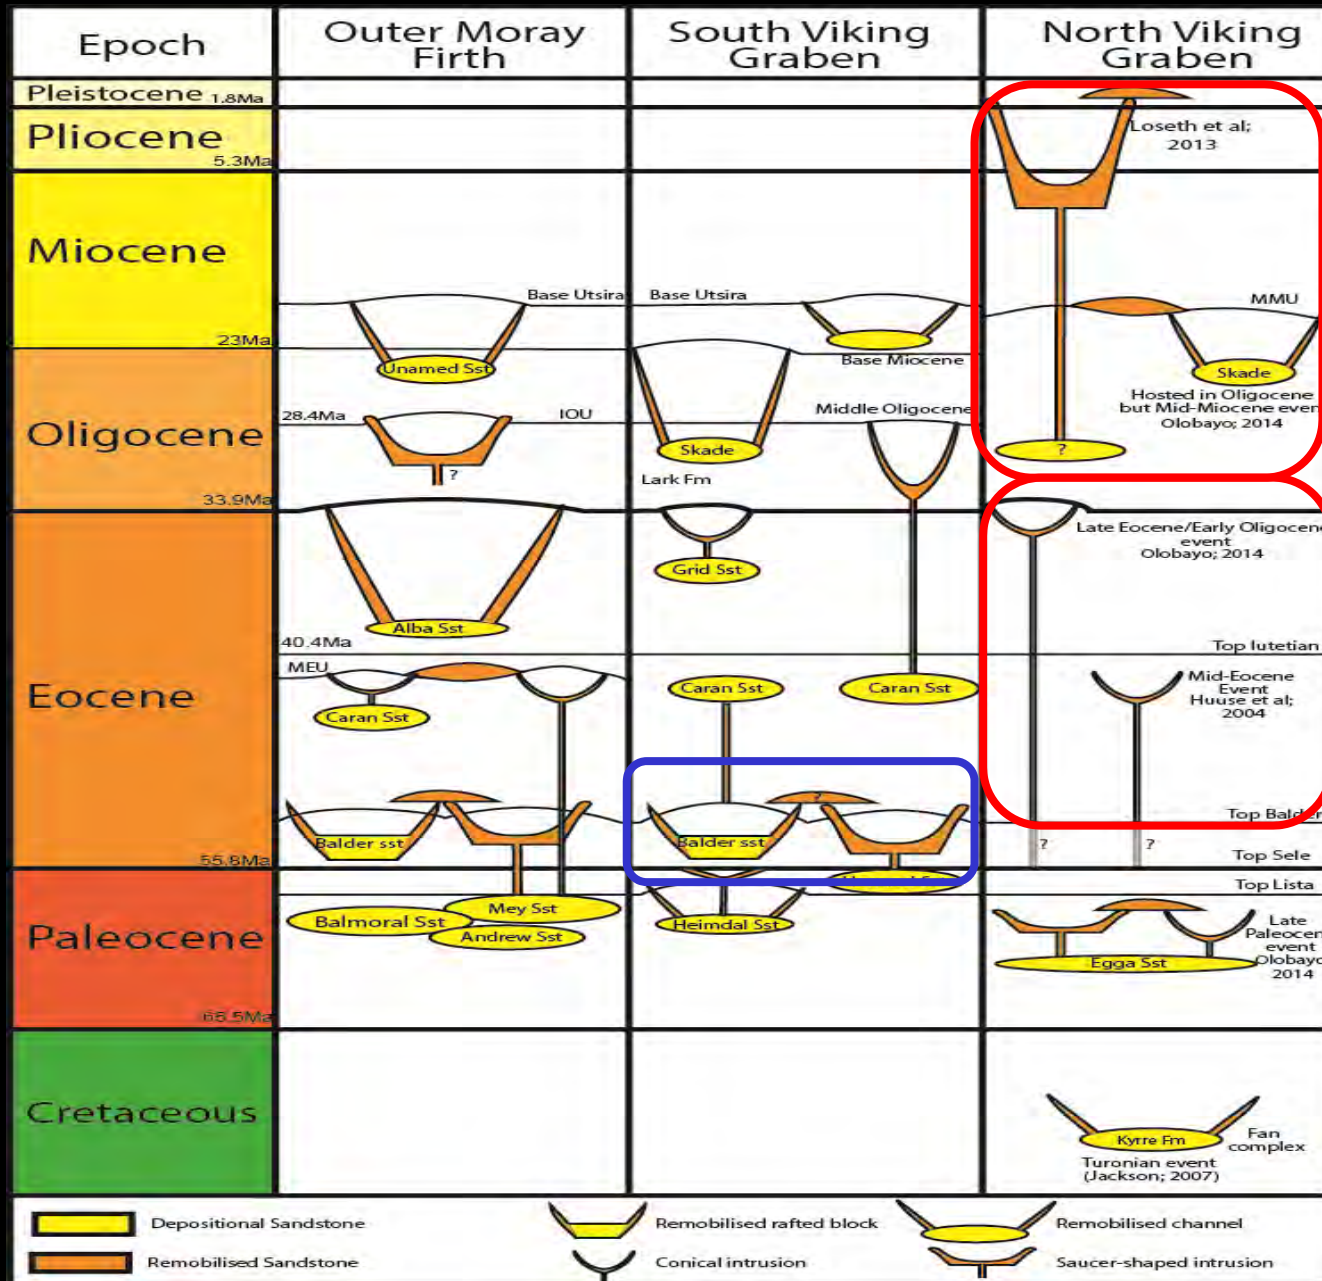 Epoch
Outer Moray
Firth
South Viking
Graben
North Viking
Graben
Pleistocene 1.8Ma
Pliocene
5.3Ma
Loseth et al;
2013
Miocene
23Ma
Base Utsira
Base Utsira
MMU
Unamed Sst
Base Miocene
Skade
Hosted in Oligocene
but Mid-Miocene even
Olobayo; 2014
Oligocene
33.9Ma
28.4Ma
IOU
?
Middle Oligocene
Skade
Lark Fm
?
Late Eocene/Early Oligocene
event
Olobayo; 2014
Grid Sst
Alba Sst
40.4Ma
Top lutetian
Eocene
55.8Ma
MEU
Caran Sst
Caran Sst
Caran Sst
Mid-Eocene
Event
Huuse et al;
2004
Balder sst
Balder sst
?
Top Balder
?
?
Top Sele
Top Lista
Paleocene
65.5Ma
Balmoral Sst
Mey Sst
Andrew Sst
Heimdal Sst
Egga Sst
Late
Paleocen
event
Olobayo
2014
Cretaceous
Kyrre Fm
Fan
complex
Turonian event
(Jackson; 2007)
Depositional Sandstone
Remobilised rafted block
Remobilised channel
Remobilised Sandstone
Conical intrusion
Saucer-shaped intrusion